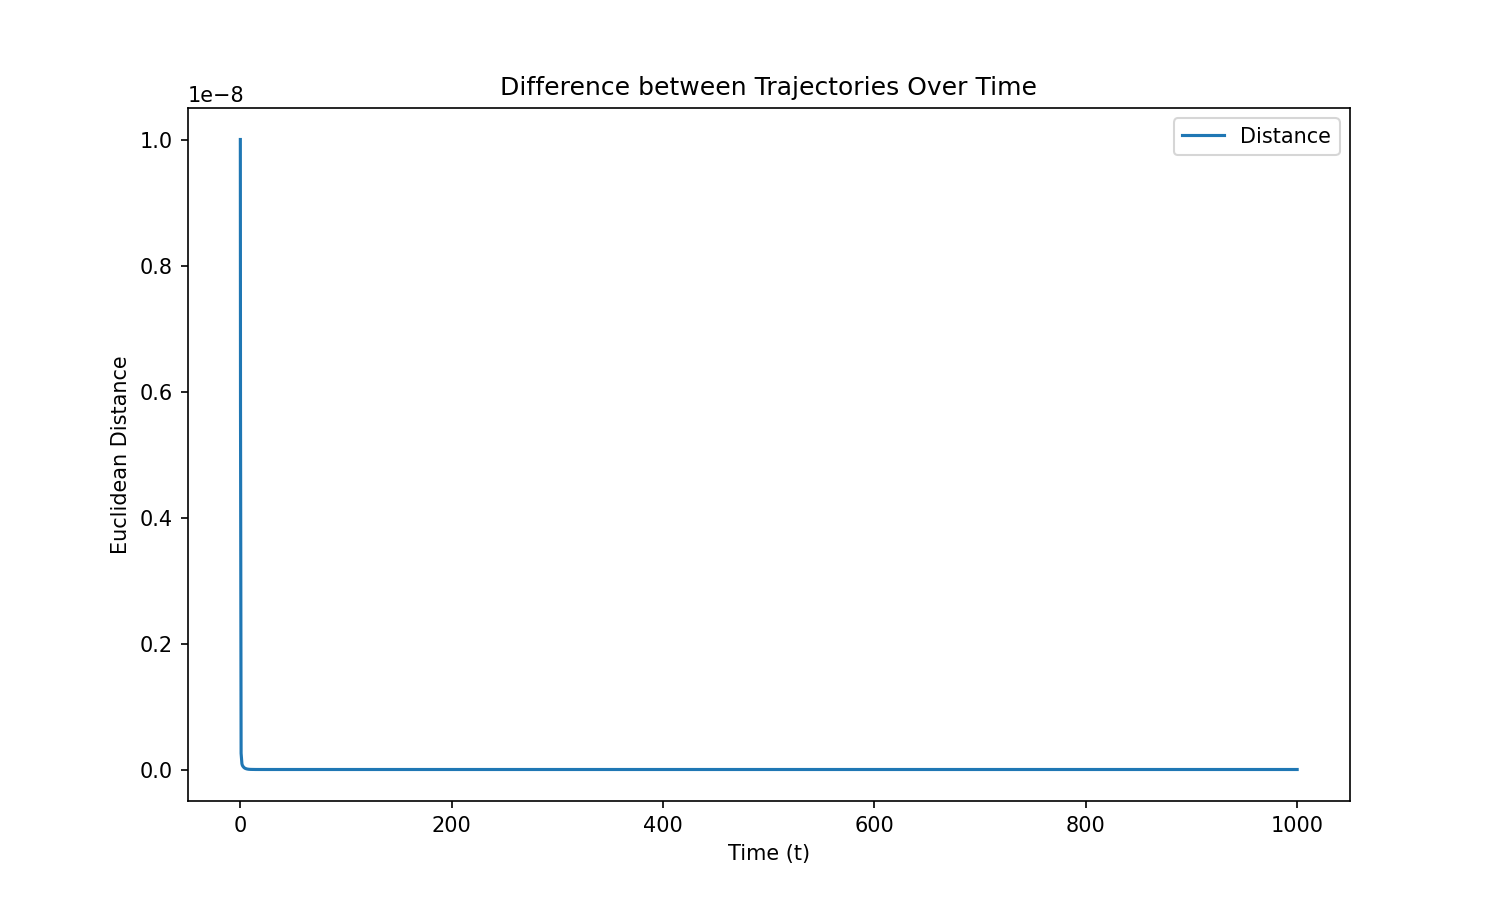 Difference between Trajectories Over Time
1e−8
Distance
1.0
0.8
0.6
0.4
0.2
0.0
Euclidean Distance
0 200 400 600 800 1000
Time (t)